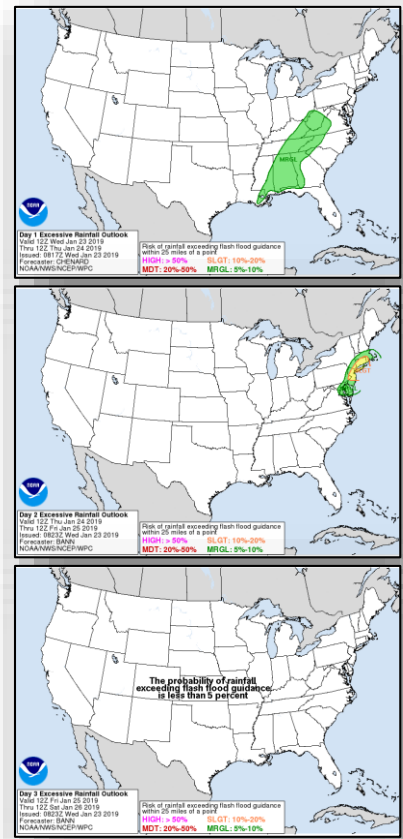 MRGL
NOAA
Day 1 Excessive Rainfall Outlook
Valid 12Z Wed Jan 23 2019
Thru 12Z Thu Jan 24 2019
Issued: 0817Z Wed Jan 23 2019
Forecaster: CHENARD
NOAA/NWS/NCEP/WPC
Risk of rainfall exceeding flash flood guidance
within 25 miles of a point
HIGH: > 50% SLGT: 10%-20%
MDT: 20%-50% MRGL: 5%-10%
NOAA
Day 2 Excessive Rainfall Outlook
Valid 12Z Thu Jan 24 2019
Thru 12Z Fri Jan 25 2019
Issued: 0823Z Wed Jan 23 2019
Forecaster: BANN
NOAA/NWS/NCEP/WPC
Risk of rainfall exceeding flash flood guidance
within 25 miles of a point
HIGH: > 50% SLGT: 10%-20%
MDT: 20%-50% MRGL: 5%-10%
The probability of rainfall
exceeding flash flood guidance
is less than 5 percent
NOAA
Day 3 Excessive Rainfall Outlook
Valid 12Z Fri Jan 25 2019
Thru 12Z Sat Jan 26 2019
Issued: 0823Z Wed Jan 23 2019
Forecaster: BANN
NOAA/NWS/NCEP/WPC
Risk of rainfall exceeding flash flood guidance
within 25 miles of a point
HIGH: > 50% SLGT: 10%-20%
MDT: 20%-50% MRGL: 5%-10%